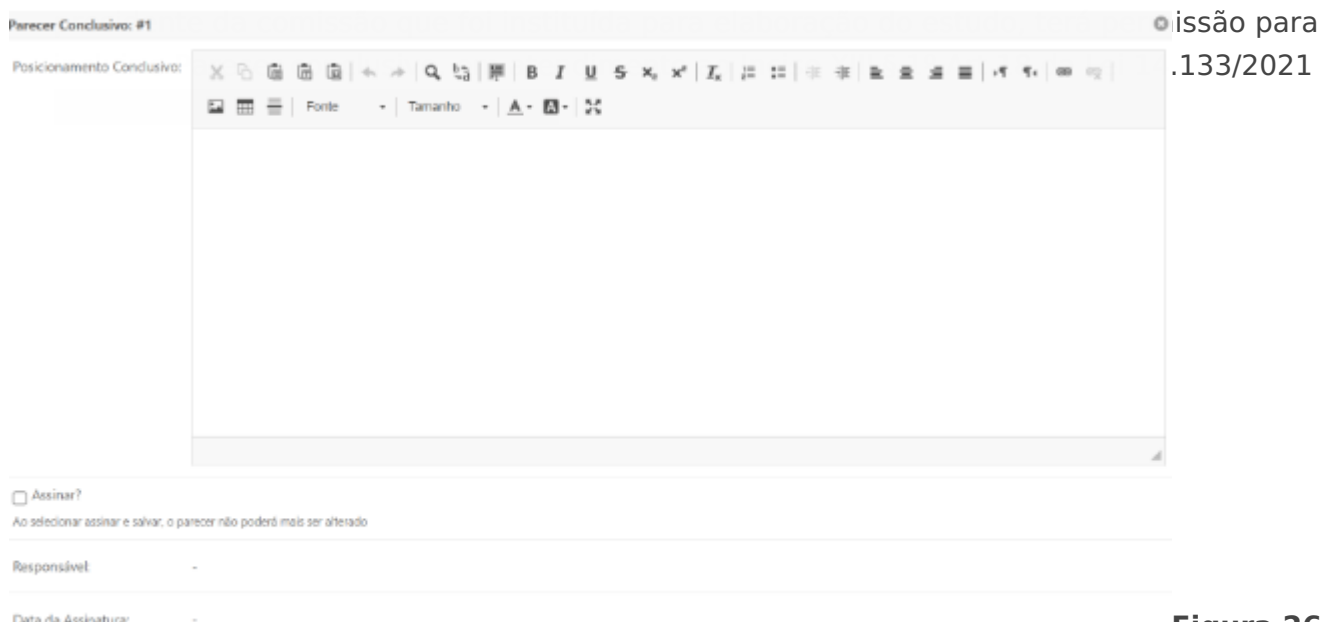 Parecer Conclusivo: #1
issão para
Posicionamento Conclusivo:
.133/2021
Fonte Tamanho
Assinar?
Ao selecionar assinar e salvar, o parecer não poderá mais ser alterado
Responsável: -
Data da Assinatura: -
Figura 26